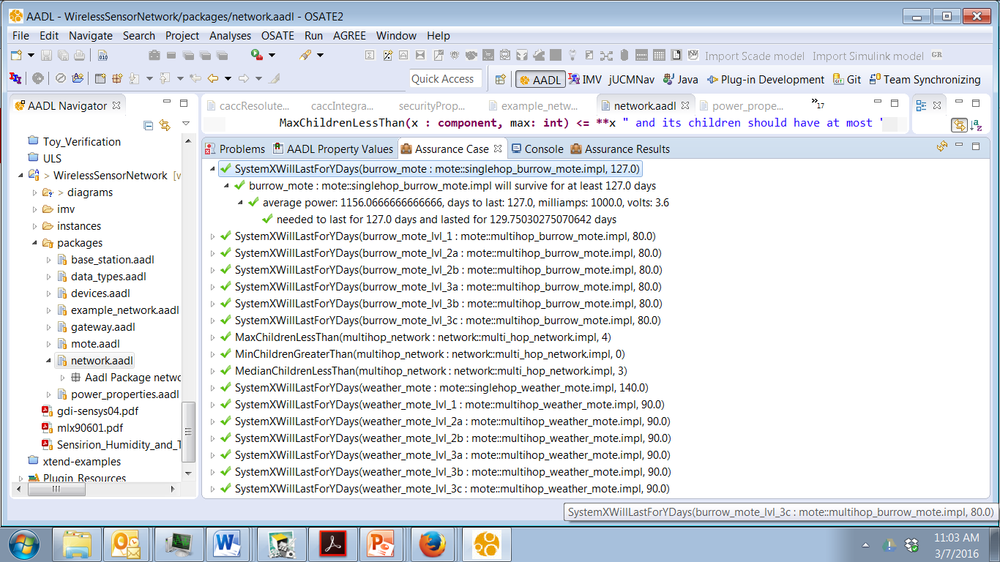 AADL - WirelessSensorNetwork/packages/network.aadl - OSATE2
File Edit Navigate Search Project Analyses OSATE Run AGREE Window Help
Import Scade model Import Simulink model GR
Quick Access AADL IMV jUCMNav Java Plug-in Development Git Team Synchronizing
AADL Navigator
caccResolute... caccIntegra... securityProp... example_netw... network.aadl power_prope... »17
MaxChildrenLessThan(x : component, max: int) <= **x " and its children should have at most "
Toy_Verification
ULS
> WirelessSensorNetwork
> diagrams
imv
instances
packages
base_station.aadl
data_types.aadl
devices.aadl
example_network.aadl
gateway.aadl
mote.aadl
network.aadl
Aadl Package netwo
power_properties.aadl
gdi-sensys04.pdf
mlx90601.pdf
Sensirion_Humidity_and_T
xtend-examples
Plugin_Resources
Problems AADL Property Values Assurance Case Console Assurance Results
SystemXWillLastForYDays(burrow_mote : mote::singlehop_burrow_mote.impl, 127.0)
burrow_mote : mote::singlehop_burrow_mote.impl will survive for at least 127.0 days
average power: 1156.0666666666666, days to last: 127.0, milliamps: 1000.0, volts: 3.6
needed to last for 127.0 days and lasted for 129.75030275070642 days
SystemXWillLastForYDays(burrow_mote_lvl_1 : mote::multihop_burrow_mote.impl, 80.0)
SystemXWillLastForYDays(burrow_mote_lvl_2a : mote::multihop_burrow_mote.impl, 80.0)
SystemXWillLastForYDays(burrow_mote_lvl_2b : mote::multihop_burrow_mote.impl, 80.0)
SystemXWillLastForYDays(burrow_mote_lvl_3a : mote::multihop_burrow_mote.impl, 80.0)
SystemXWillLastForYDays(burrow_mote_lvl_3b : mote::multihop_burrow_mote.impl, 80.0)
SystemXWillLastForYDays(burrow_mote_lvl_3c : mote::multihop_burrow_mote.impl, 80.0)
MaxChildrenLessThan(multihop_network : network::multi_hop_network.impl, 4)
MinChildrenGreaterThan(multihop_network : network::multi_hop_network.impl, 0)
MedianChildrenLessThan(multihop_network : network::multi_hop_network.impl, 3)
SystemXWillLastForYDays(weather_mote : mote::singlehop_weather_mote.impl, 140.0)
SystemXWillLastForYDays(weather_mote_lvl_1 : mote::multihop_weather_mote.impl, 90.0)
SystemXWillLastForYDays(weather_mote_lvl_2a : mote::multihop_weather_mote.impl, 90.0)
SystemXWillLastForYDays(weather_mote_lvl_2b : mote::multihop_weather_mote.impl, 90.0)
SystemXWillLastForYDays(weather_mote_lvl_3a : mote::multihop_weather_mote.impl, 90.0)
SystemXWillLastForYDays(weather_mote_lvl_3b : mote::multihop_weather_mote.impl, 90.0)
SystemXWillLastForYDays(weather_mote_lvl_3c : mote::multihop_weather_mote.impl, 90.0)
SystemXWillLastForYDays(burrow_mote_lvl_3c : mote::multihop_burrow_mote.impl, 80.0)
11:03 AM
3/7/2016